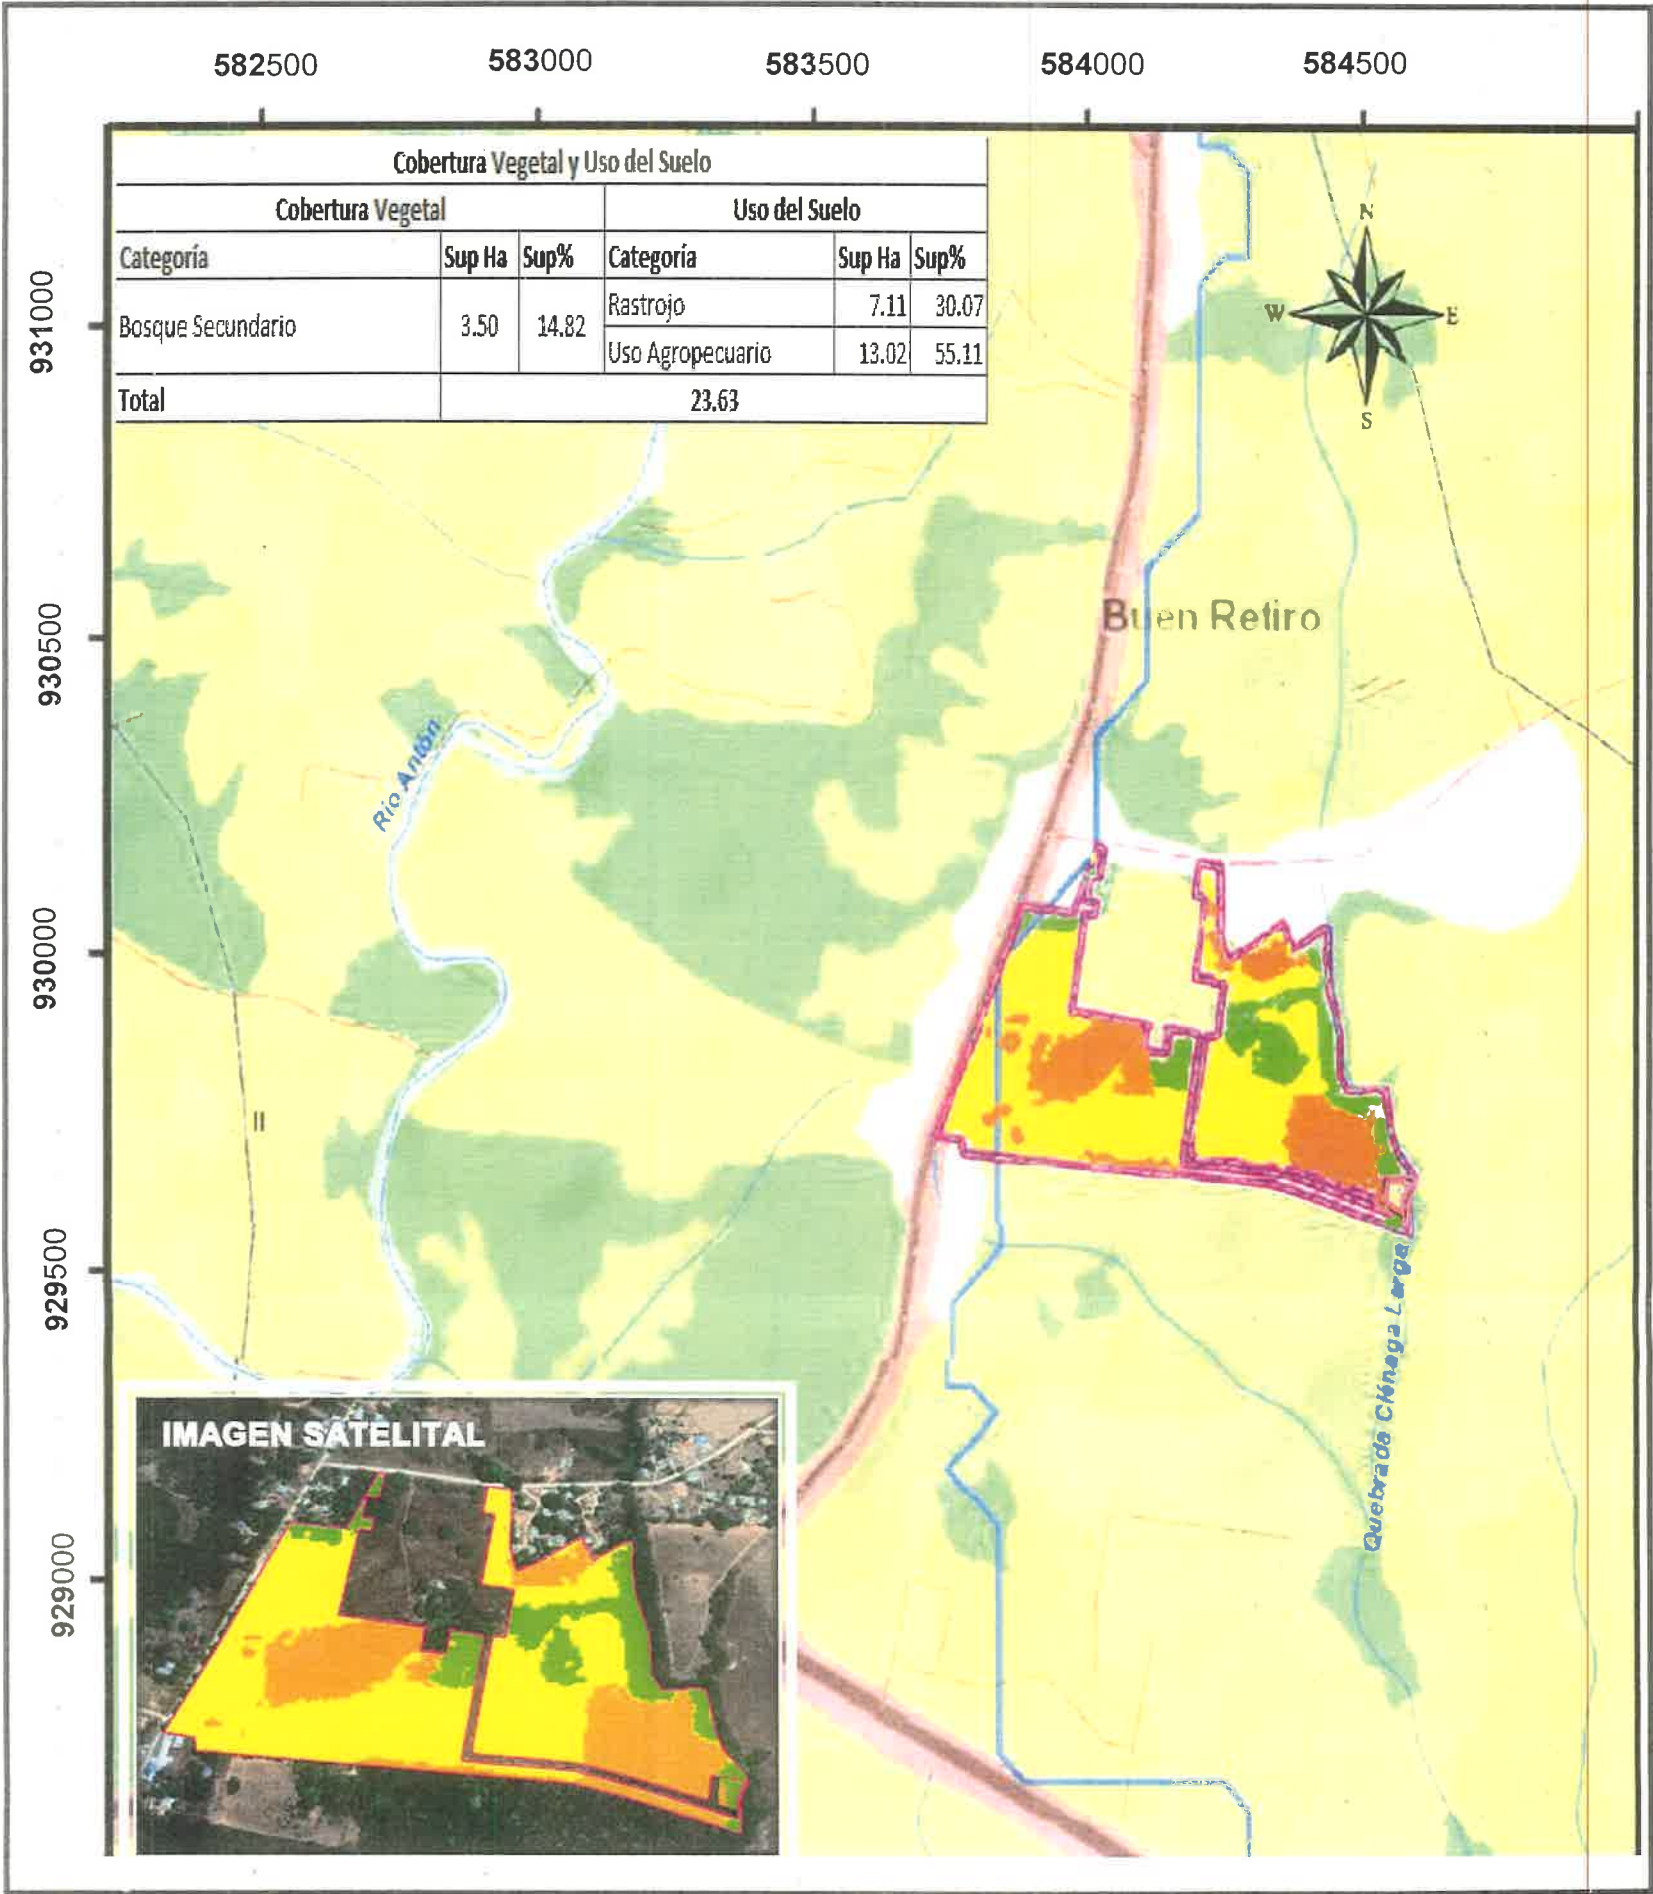 582500 583000 583500 584000 584500
Cobertura Vegetal y Uso del Suelo
Cobertura Vegetal Uso del Suelo
Categoría Sup Ha Sup% Categoría Sup Ha Sup%
Bosque Secundario 3.50 14.82 Rastrojo 7.11 30.07
Uso Agropecuario 13.02 55.11
Total 23.63
N
W E
S
931000
930500
930000
929500
929000
Buen Retiro
Río Antón
Quebrada Ciénaga Larga
IMAGEN SATELITAL